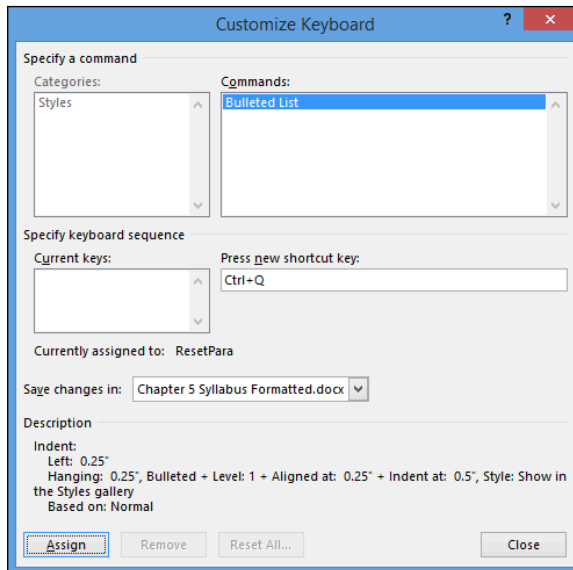 Customize Keyboard
?
Specify a command
Categories:
Commands:
Styles
Bulleted List
Specify keyboard sequence
Current keys:
Press new shortcut key:
Ctrl+Q
Currently assigned to: ResetPara
Save changes in: Chapter 5 Syllabus Formatted.docx
Description
Indent:
Left: 0.25"
Hanging: 0.25", Bulleted + Level: 1 + Aligned at: 0.25" + Indent at: 0.5", Style: Show in
the Styles gallery
Based on: Normal
Assign Remove Reset All... Close